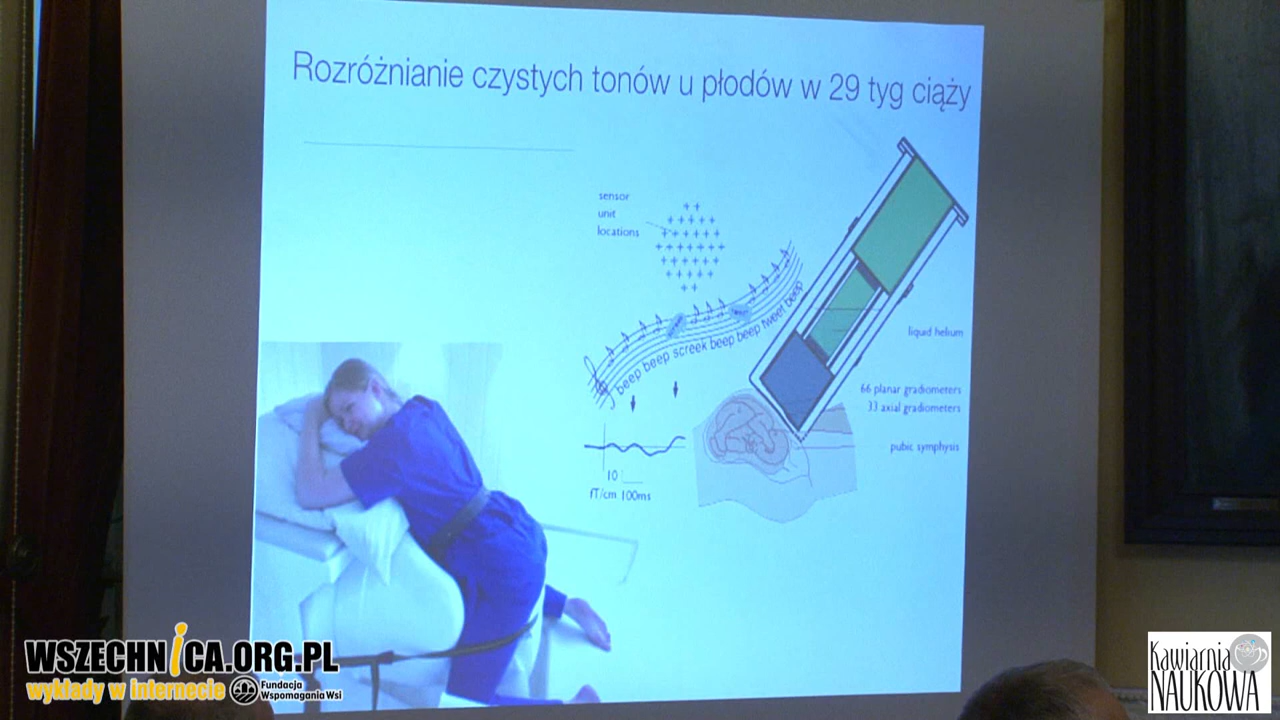 Rozróżnianie czystych tonów u płodów w 29 tyg ciąży
sensor
unit
locations
beep beep screek beep beep tweet beep
liquid helium
66 planar gradiometers
33 axial gradiometers
pubic symphysis
10
fT/cm 100ms
WSZECHNiCA.ORG.PL
wykłady w internecie
Fundacja
Wspomagania Wsi
Kawiarnia
NAUKOWA